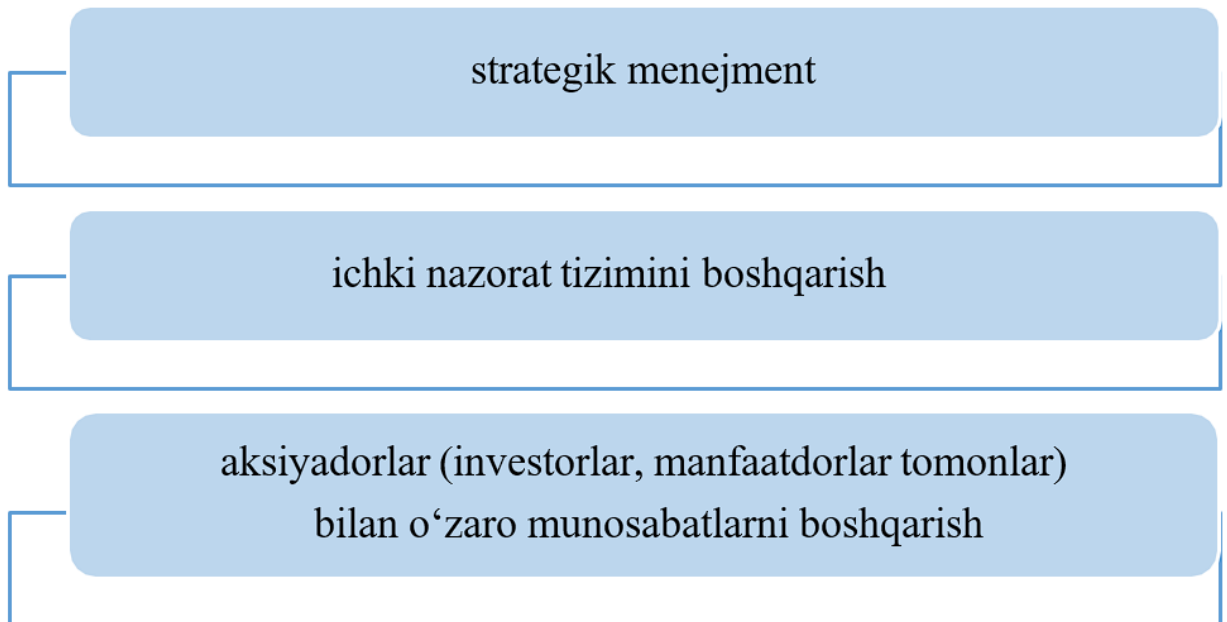 strategik menejment
ichki nazorat tizimini boshqarish
aksiyadorlar (investorlar, manfaatdorlar tomonlar)
bilan o‘zaro munosabatlarni boshqarish